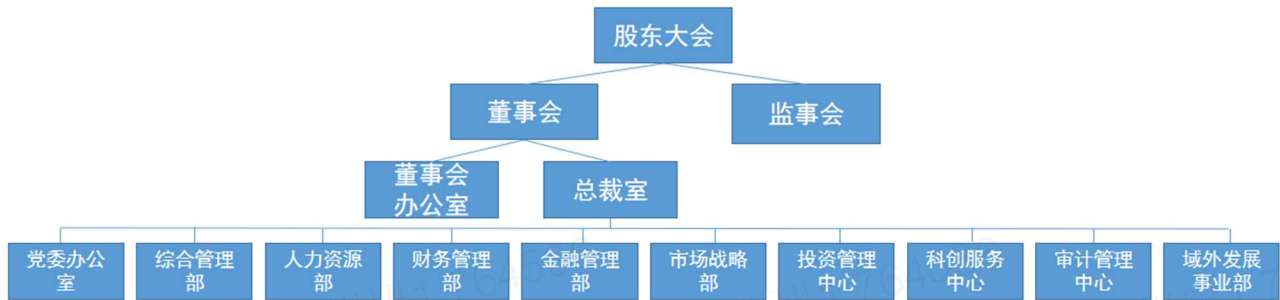 股东大会
董事会
监事会
董事会
办公室
总裁室
党委办公
室
综合管理
部
人力资源
部
财务管理
部
金融管理
部
市场战略
部
投资管理
中心
科创服务
中心
审计管理
中心
域外发展
事业部